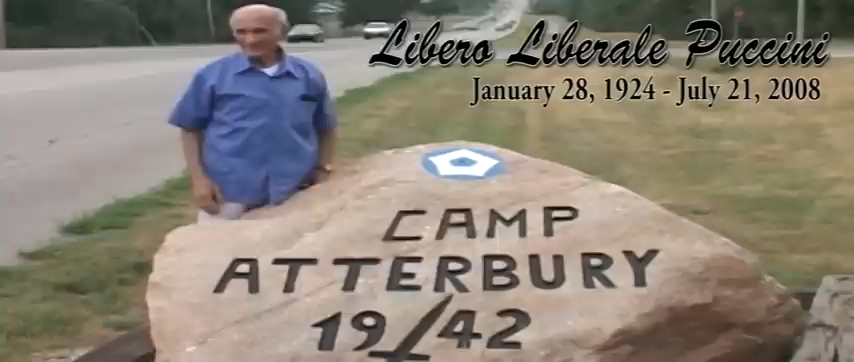 Libero Liberale Puccini
January 28, 1924 - July 21, 2008
CAMP
ATTERBURY
1942